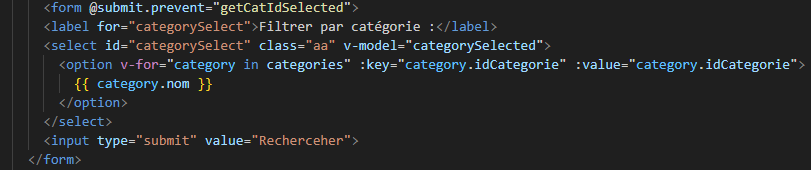 <form @submit.prevent="getCatIdSelected">
<label for="categorySelect">Filtrer par catégorie :</label>
<select id="categorySelect" class="aa" v-model="categorySelected">
<option v-for="category in categories" :key="category.idCategorie" :value="category.idCategorie">
{{ category.nom }}
</option>
</select>
<input type="submit" value="Recherceher">
</form>